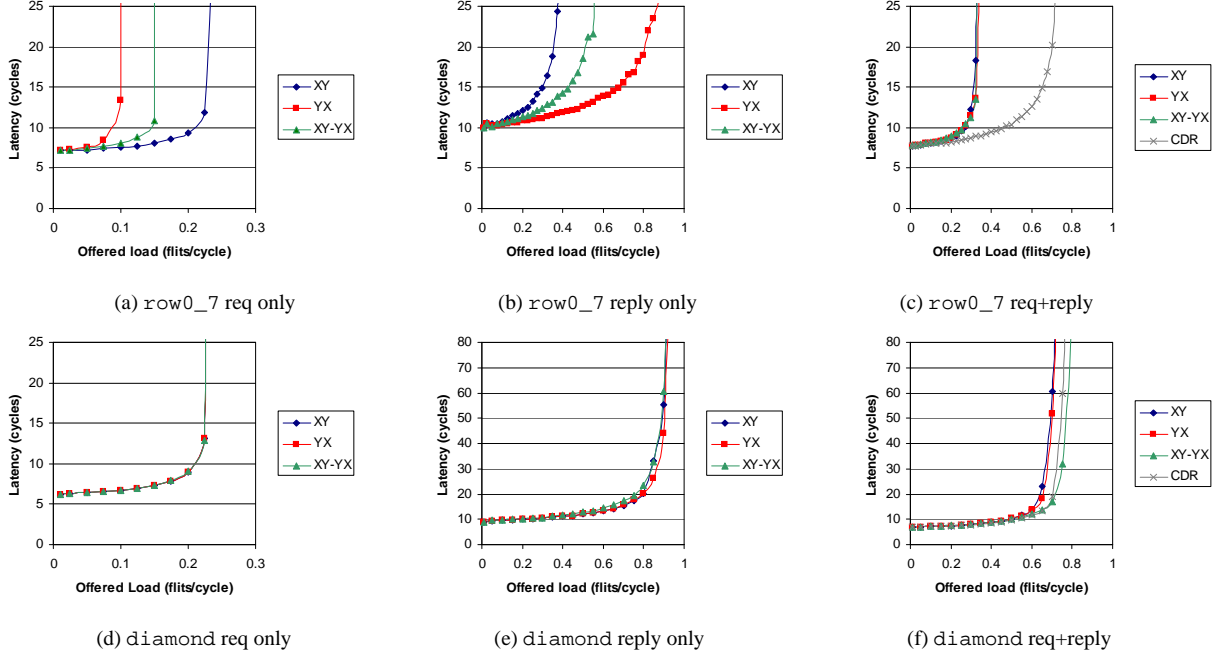 25
20
15
10
5
0
Latency (cycles)
0 0.1 0.2 0.3
Offered load (flits/cycle)
XY
YX
XY-YX
(a) row0_7 req only
25
20
15
10
5
0
Latency (cycles)
0 0.2 0.4 0.6 0.8 1
Offered load (flits/cycle)
XY
YX
XY-YX
(b) row0_7 reply only
25
20
15
10
5
0
Latency (cycles)
0 0.2 0.4 0.6 0.8 1
Offered Load (flits/cycle)
XY
YX
XY-YX
CDR
(c) row0_7 req+reply
25
20
15
10
5
0
Latency (cycles)
0 0.1 0.2 0.3
Offered Load (flits/cycle)
XY
YX
XY-YX
(d) diamond req only
80
70
60
50
40
30
20
10
0
Latency (cycles)
0 0.2 0.4 0.6 0.8 1
Offered load (flits/cycle)
XY
YX
XY-YX
(e) diamond reply only
80
70
60
50
40
30
20
10
0
Latency (cycles)
0 0.2 0.4 0.6 0.8 1
Offered load (flits/cycle)
XY
YX
XY-YX
CDR
(f) diamond req+reply